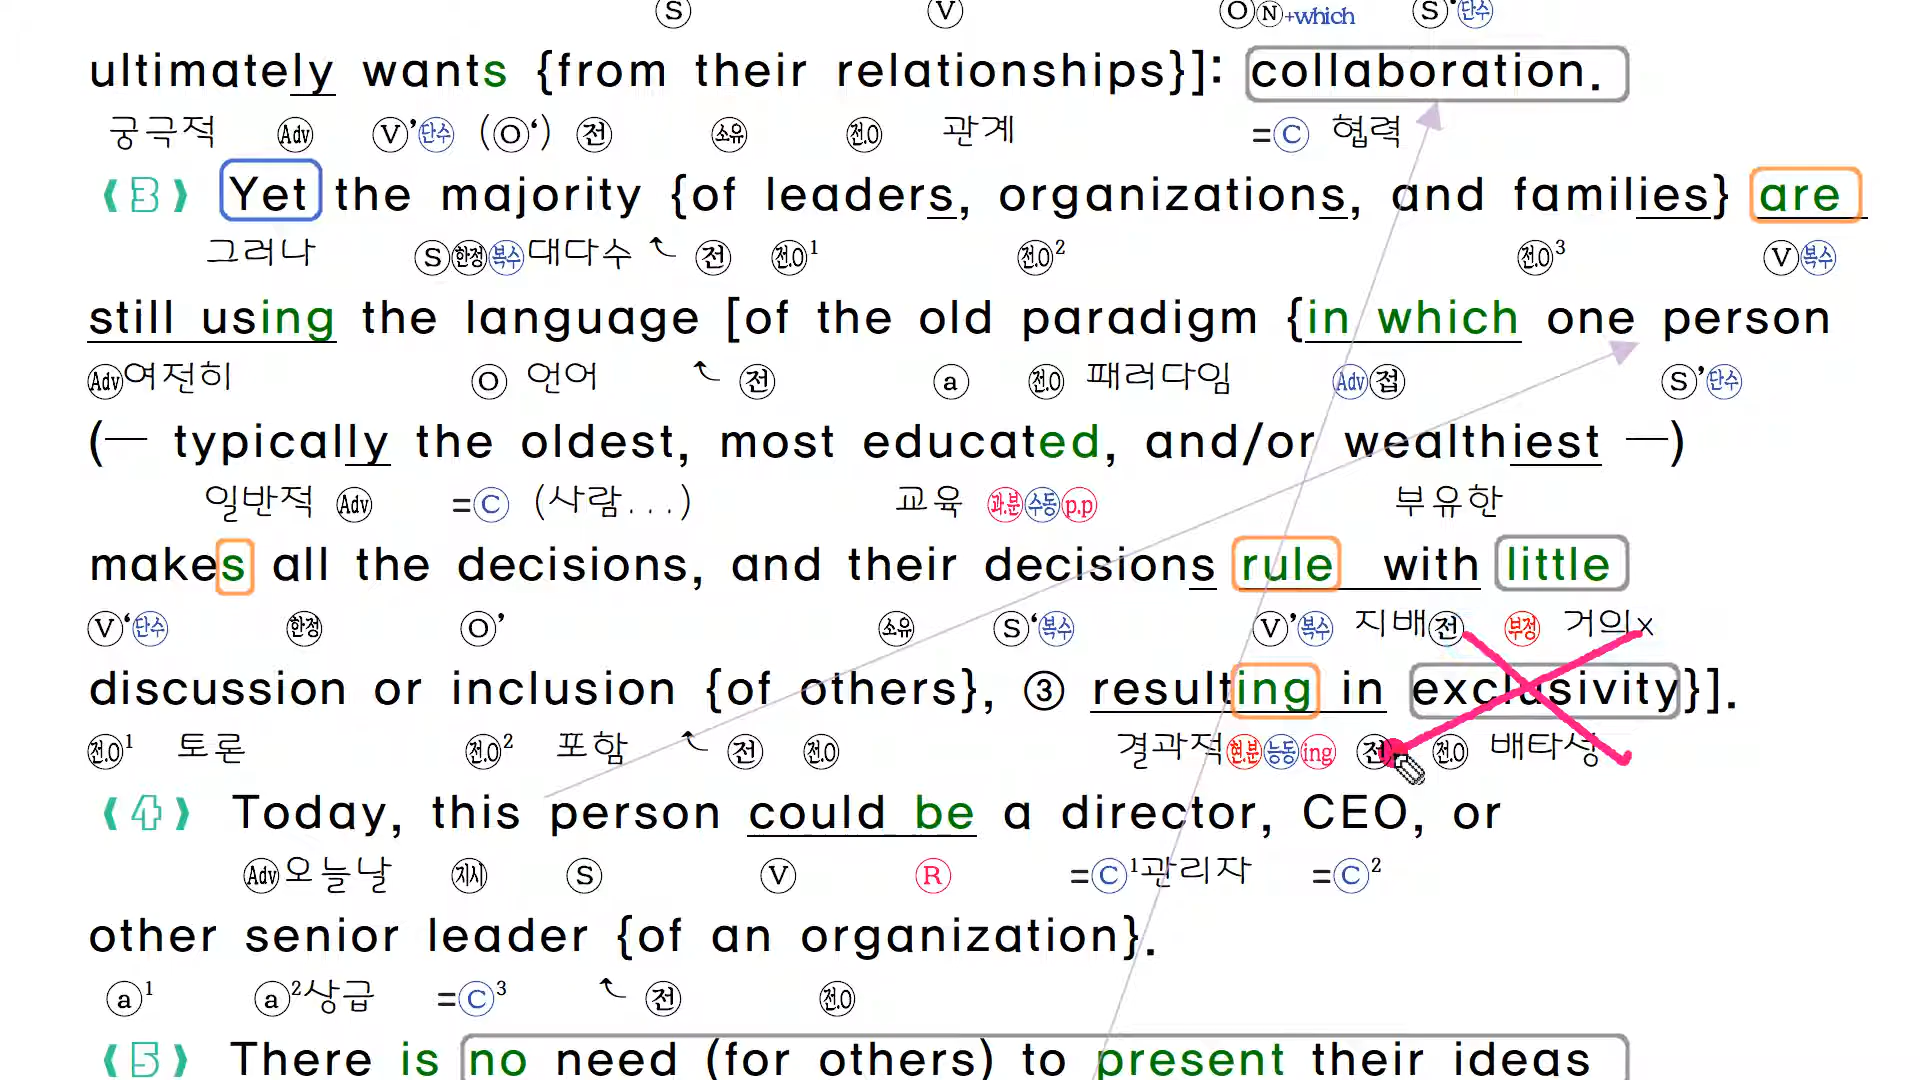 Ⓢ Ⓥ ⓄⓃ+which Ⓢ‘단수
ultimately wants {from their relationships}]: collaboration.
궁극적 Adv Ⓥ’단수 (Ⓞ‘) 전 소유 전.O 관계 =Ⓒ 협력
❨3❩ Yet the majority {of leaders, organizations, and families} are
그러나 Ⓢ한정복수대다수 전 전.O¹ 전.O² 전.O³ Ⓥ복수
still using the language [of the old paradigm {in which one person
Adv여전히 Ⓞ 언어 전 ⓐ 전.O 패러다임 Adv접 Ⓢ’단수
(― typically the oldest, most educated, and/or wealthiest ―)
일반적 Adv =Ⓒ (사람...) 교육 과.분수동p.p 부유한
makes all the decisions, and their decisions rule with little
Ⓥ‘단수 한정 Ⓞ’ 소유 Ⓢ‘복수 Ⓥ’복수 지배전 부정 거의x
discussion or inclusion {of others}, ③ resulting in exclusivity}].
전.O¹ 토론 전.O² 포함 전 전.O 결과적현.분능동ing 전 전.O 배타성
❨4❩ Today, this person could be a director, CEO, or
Adv오늘날 지시 Ⓢ Ⓥ Ⓡ =Ⓒ¹관리자 =Ⓒ²
other senior leader {of an organization}.
ⓐ¹ ⓐ²상급 =Ⓒ³ 전 전.O
❨5❩ There is no need (for others) to present their ideas